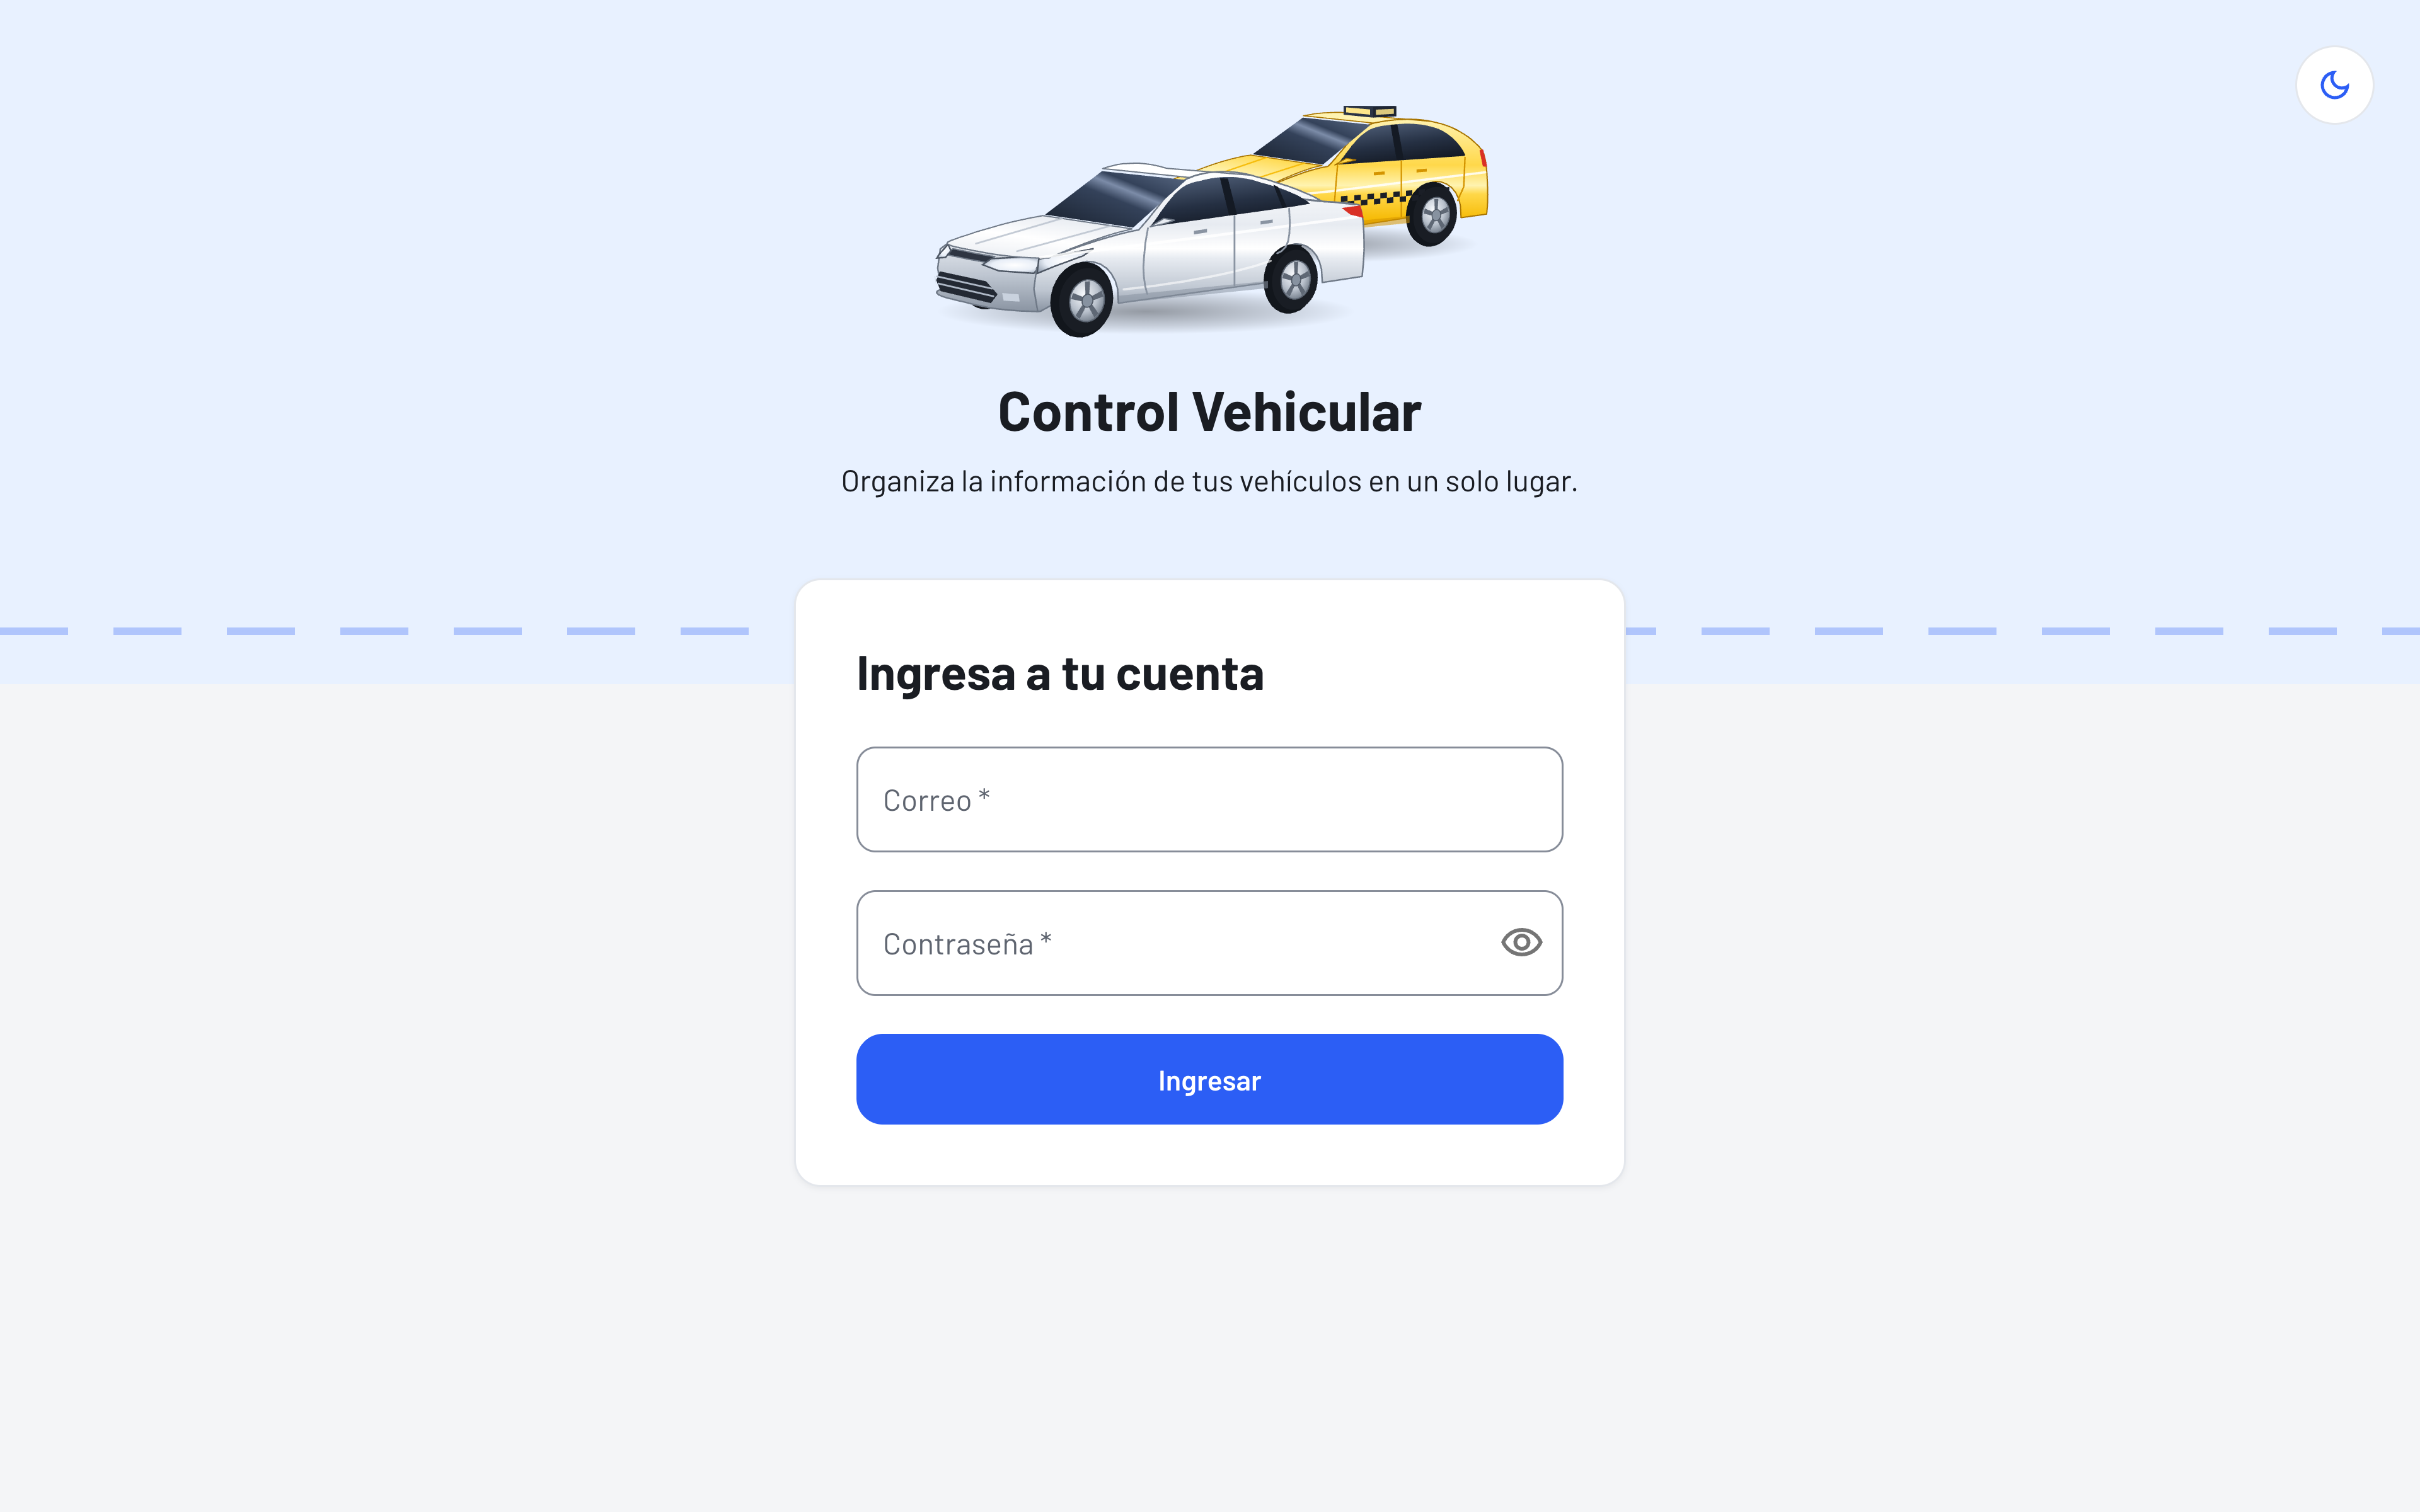 Control Vehicular
Organiza la información de tus vehículos en un solo lugar.
Ingresa a tu cuenta
Correo *
Contraseña *
Ingresar